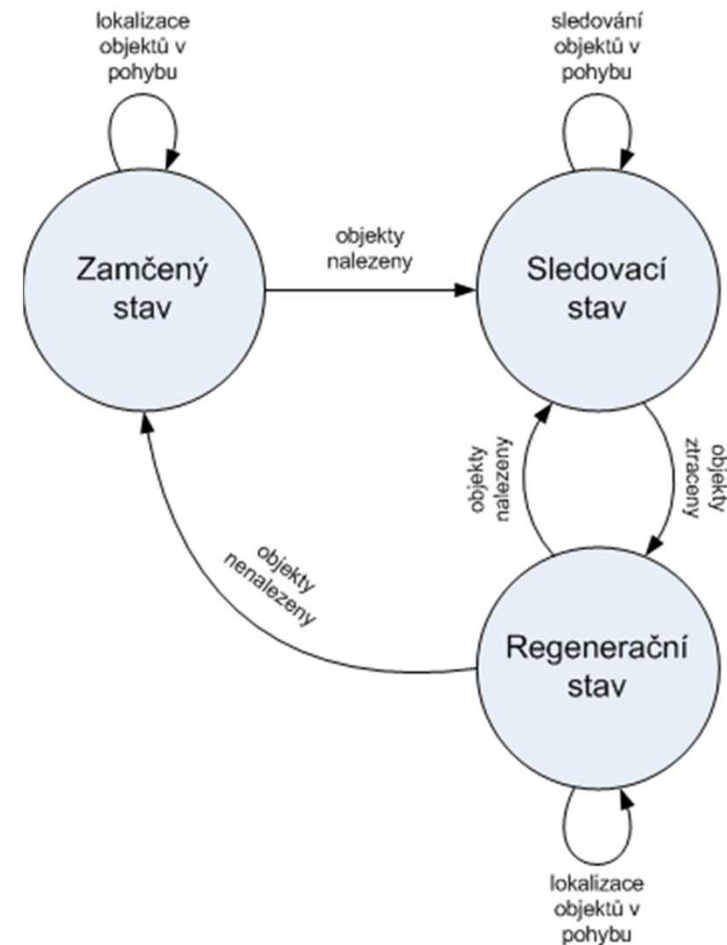 lokalizace
objektů v
pohybu
sledování
objektů v
pohybu
Zamčený
stav
objekty
nalezeny
Sledovací
stav
objekty
nalezeny
objekty
ztraceny
objekty
nenalezeny
Regenerační
stav
lokalizace
objektů v
pohybu